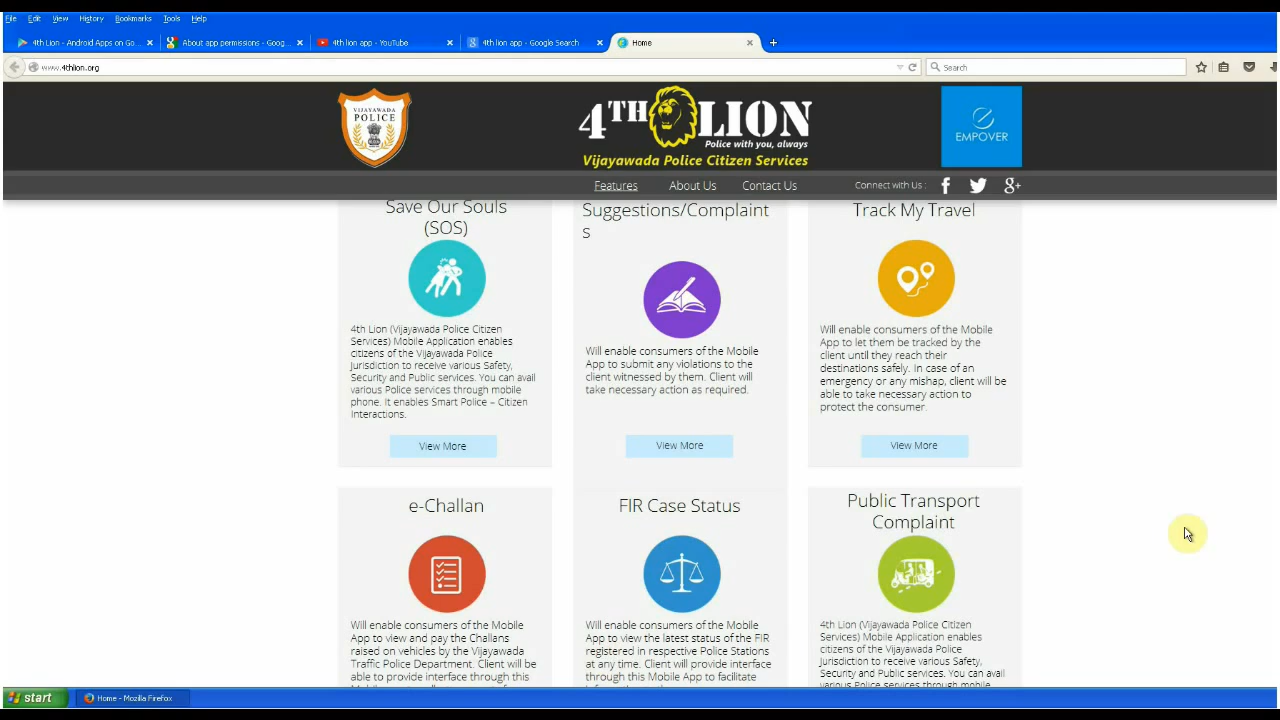 File Edit View History Bookmarks Tools Help
4th Lion - Android Apps on Go...
About app permissions - Goog...
4th lion app - YouTube
4th lion app - Google Search
Home
www.4thlion.org
Search
VIJAYAWADA
POLICE
4TH LION
Police with you, always
Vijayawada Police Citizen Services
EMPOVER
Features About Us Contact Us Connect with Us : f g+
Save Our Souls
(SOS)
4th Lion (Vijayawada Police Citizen
Services) Mobile Application enables
citizens of the Vijayawada Police
Jurisdiction to receive various Safety,
Security and Public services. You can avail
various Police services through mobile
phone. It enables Smart Police – Citizen
Interactions.
View More
Suggestions/Complaint
s
Will enable consumers of the Mobile
App to submit any violations to the
client witnessed by them. Client will
take necessary action as required.
View More
Track My Travel
Will enable consumers of the Mobile
App to let them be tracked by the
client until they reach their
destinations safely. In case of an
emergency or any mishap, client will be
able to take necessary action to
protect the consumer.
View More
e-Challan
Will enable consumers of the Mobile
App to view and pay the Challans
raised on vehicles by the Vijayawada
Traffic Police Department. Client will be
able to provide interface through this
FIR Case Status
Will enable consumers of the Mobile
App to view the latest status of the FIR
registered in respective Police Stations
at any time. Client will provide interface
through this Mobile App to facilitate
Public Transport
Complaint
4th Lion (Vijayawada Police Citizen
Services) Mobile Application enables
citizens of the Vijayawada Police
Jurisdiction to receive various Safety,
Security and Public services. You can avail
various Police services through mobile
start
Home - Mozilla Firefox